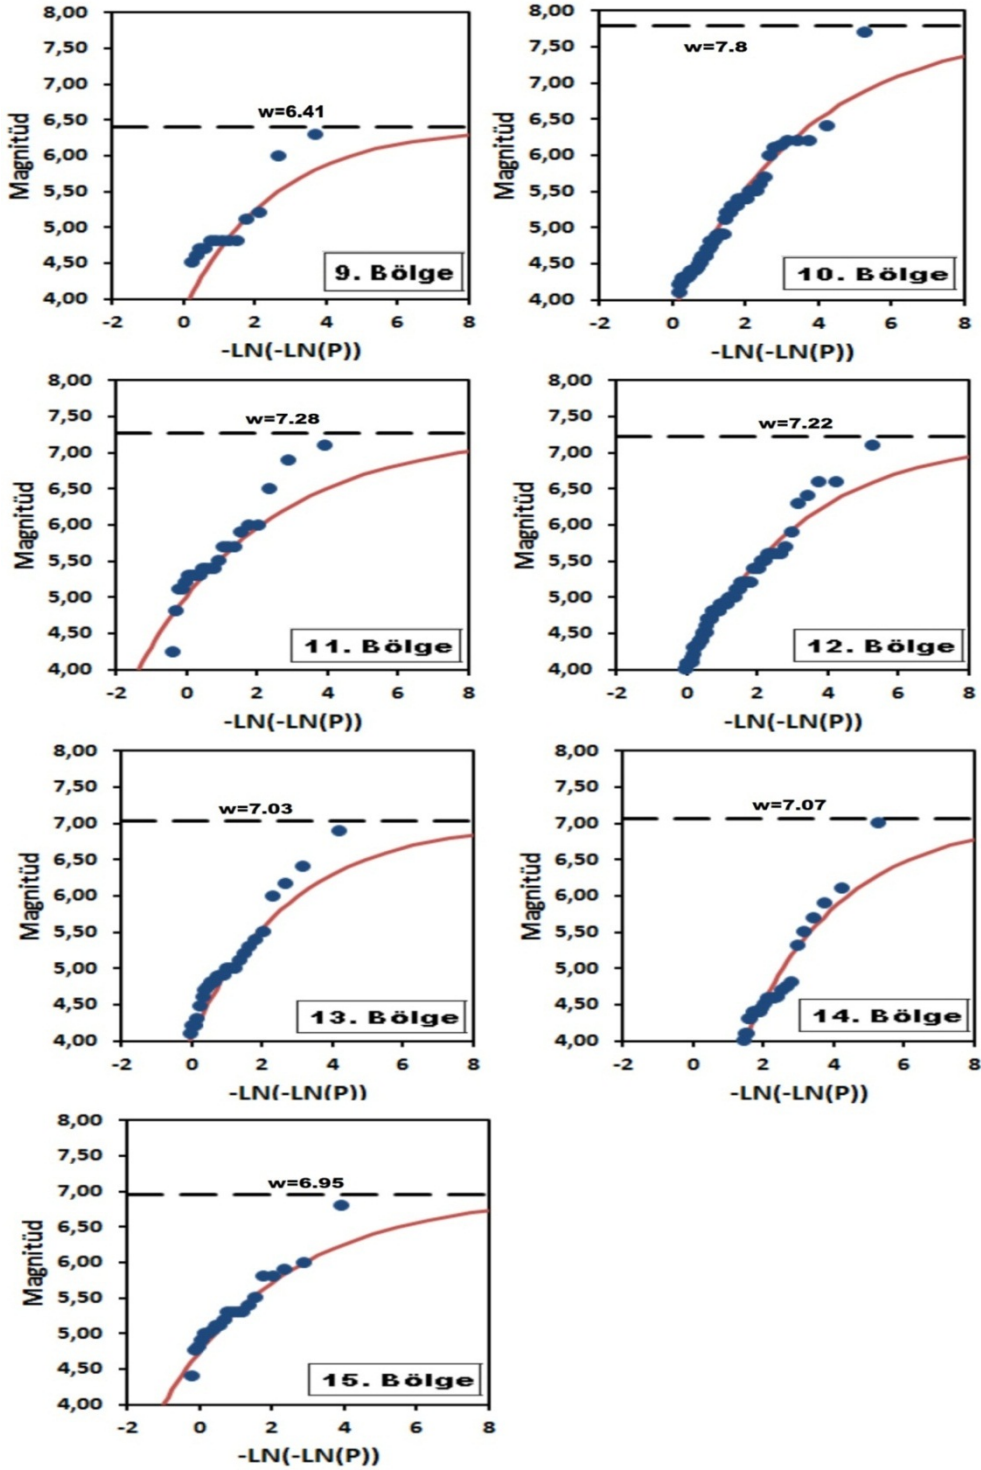 8,00
7,50
7,00
6,50
6,00
5,50
5,00
4,50
4,00
Magnitüd
w=6.41
9. Bölge
-2 0 2 4 6 8
-LN(-LN(P))
8,00
7,50
7,00
6,50
6,00
5,50
5,00
4,50
4,00
Magnitüd
w=7.8
10. Bölge
-2 0 2 4 6 8
-LN(-LN(P))
8,00
7,50
7,00
6,50
6,00
5,50
5,00
4,50
4,00
Magnitüd
w=7.28
11. Bölge
-2 0 2 4 6 8
-LN(-LN(P))
8,00
7,50
7,00
6,50
6,00
5,50
5,00
4,50
4,00
Magnitüd
w=7.22
12. Bölge
-2 0 2 4 6 8
-LN(-LN(P))
8,00
7,50
7,00
6,50
6,00
5,50
5,00
4,50
4,00
Magnitüd
w=7.03
13. Bölge
-2 0 2 4 6 8
-LN(-LN(P))
8,00
7,50
7,00
6,50
6,00
5,50
5,00
4,50
4,00
Magnitüd
w=7.07
14. Bölge
-2 0 2 4 6 8
-LN(-LN(P))
8,00
7,50
7,00
6,50
6,00
5,50
5,00
4,50
4,00
Magnitüd
w=6.95
15. Bölge
-2 0 2 4 6 8
-LN(-LN(P))